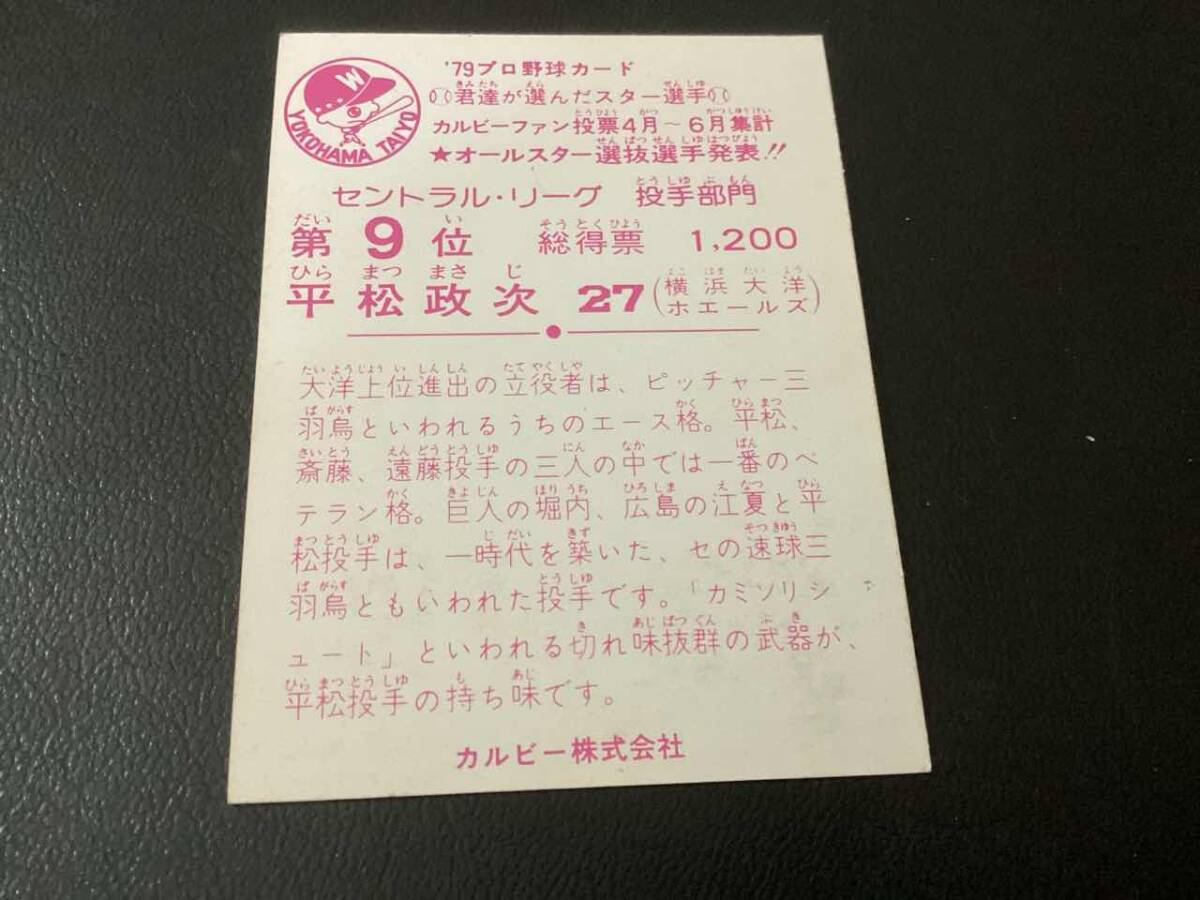 W
YOKOHAMA TAIYO
'79プロ野球カード
君達が選んだスター選手
カルビーファン投票4月~6月集計
★オールスター選抜選手発表!!
セントラル・リーグ 投手部門
第9位 総得票 1,200
平松政次 27(横浜大洋ホエールズ)
大洋上位進出の立役者は、ピッチャー三
羽烏といわれるうちのエース格。平松、
斎藤、遠藤投手の三人の中では一番のベ
テラン格。巨人の堀内、広島の江夏と平
松投手は、一時代を築いた、セの速球三
羽烏ともいわれた投手です。「カミソリシ
ュート」といわれる切れ味抜群の武器が、
平松投手の持ち味です。
カルビー株式会社